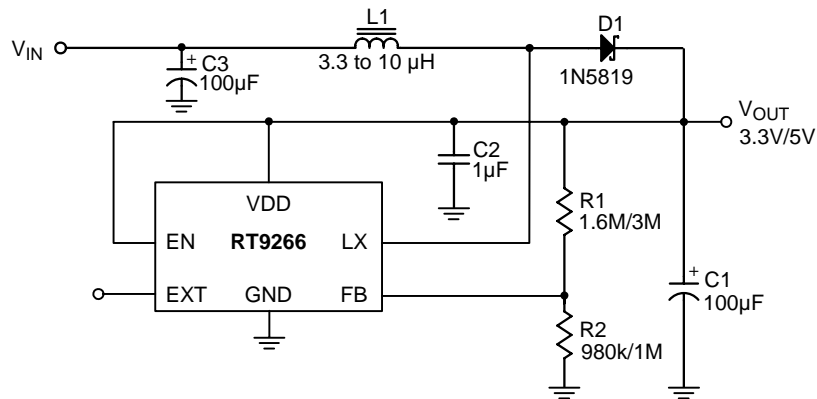 L1
D1
VIN
+
C3
100µF
3.3 to 10 µH
1N5819
VOUT
3.3V/5V
C2
1µF
VDD
R1
1.6M/3M
EN
RT9266
LX
+
C1
100µF
EXT
GND
FB
R2
980k/1M